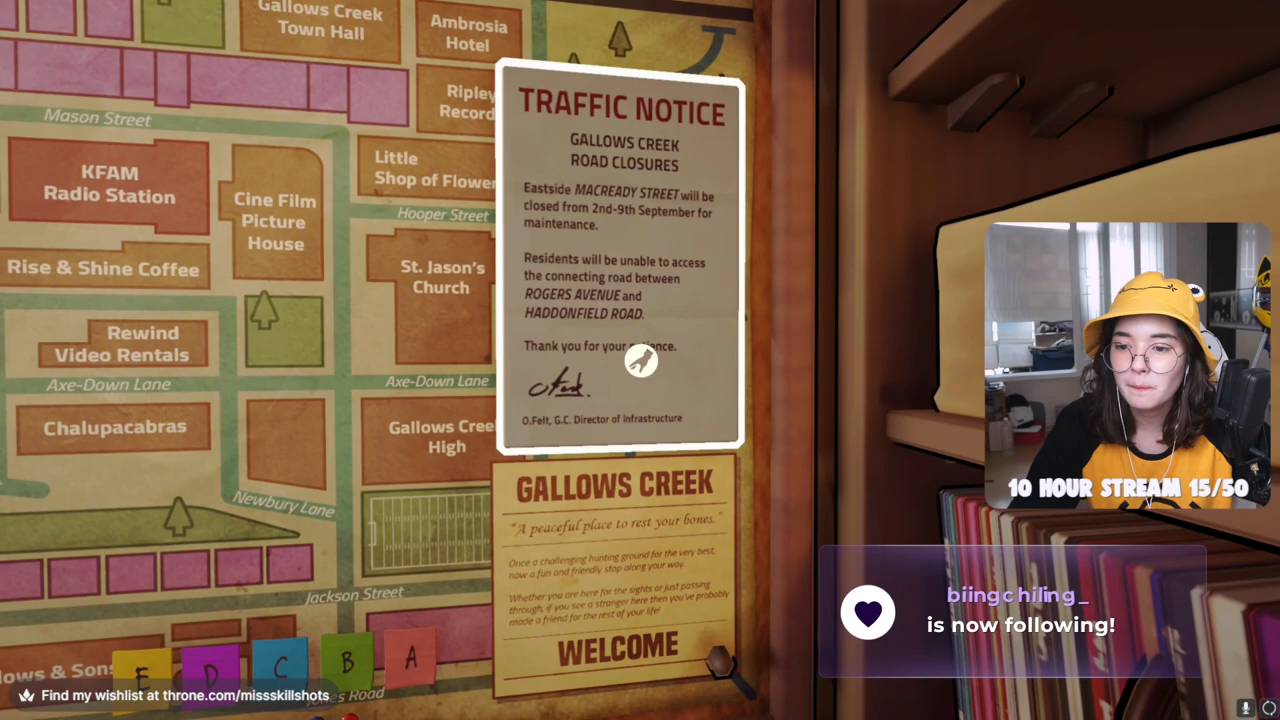 Gallows Creek
Town Hall
Ambrosia
Hotel
Ripley
Record
Mason Street
KFAM
Radio Station
Cine Film
Picture
House
Little
Shop of Flower
Hooper Street
Rise & Shine Coffee
St. Jason's
Church
Rewind
Video Rentals
Axe-Down Lane
Axe-Down Lane
Chalupacabras
Gallows Cree
High
Newbury Lane
Jackson Street
lows & Sons
Jones Road
E
D
C
B
A
TRAFFIC NOTICE
GALLOWS CREEK
ROAD CLOSURES
Eastside MACREADY STREET will be
closed from 2nd-9th September for
maintenance.
Residents will be unable to access
the connecting road between
ROGERS AVENUE and
HADDONFIELD ROAD.
Thank you for your patience.
O.Felt, G.C. Director of Infrastructure
GALLOWS CREEK
"A peaceful place to rest your bones."
Once a challenging hunting ground for the very best,
now a fun and friendly stop along your way.
Whether you are here for the sights or just passing
through, if you see a stranger here then you've probably
made a friend for the rest of your life!
WELCOME
10 HOUR STREAM 15/50
biingchiling_
is now following!
Find my wishlist at throne.com/missskillshots